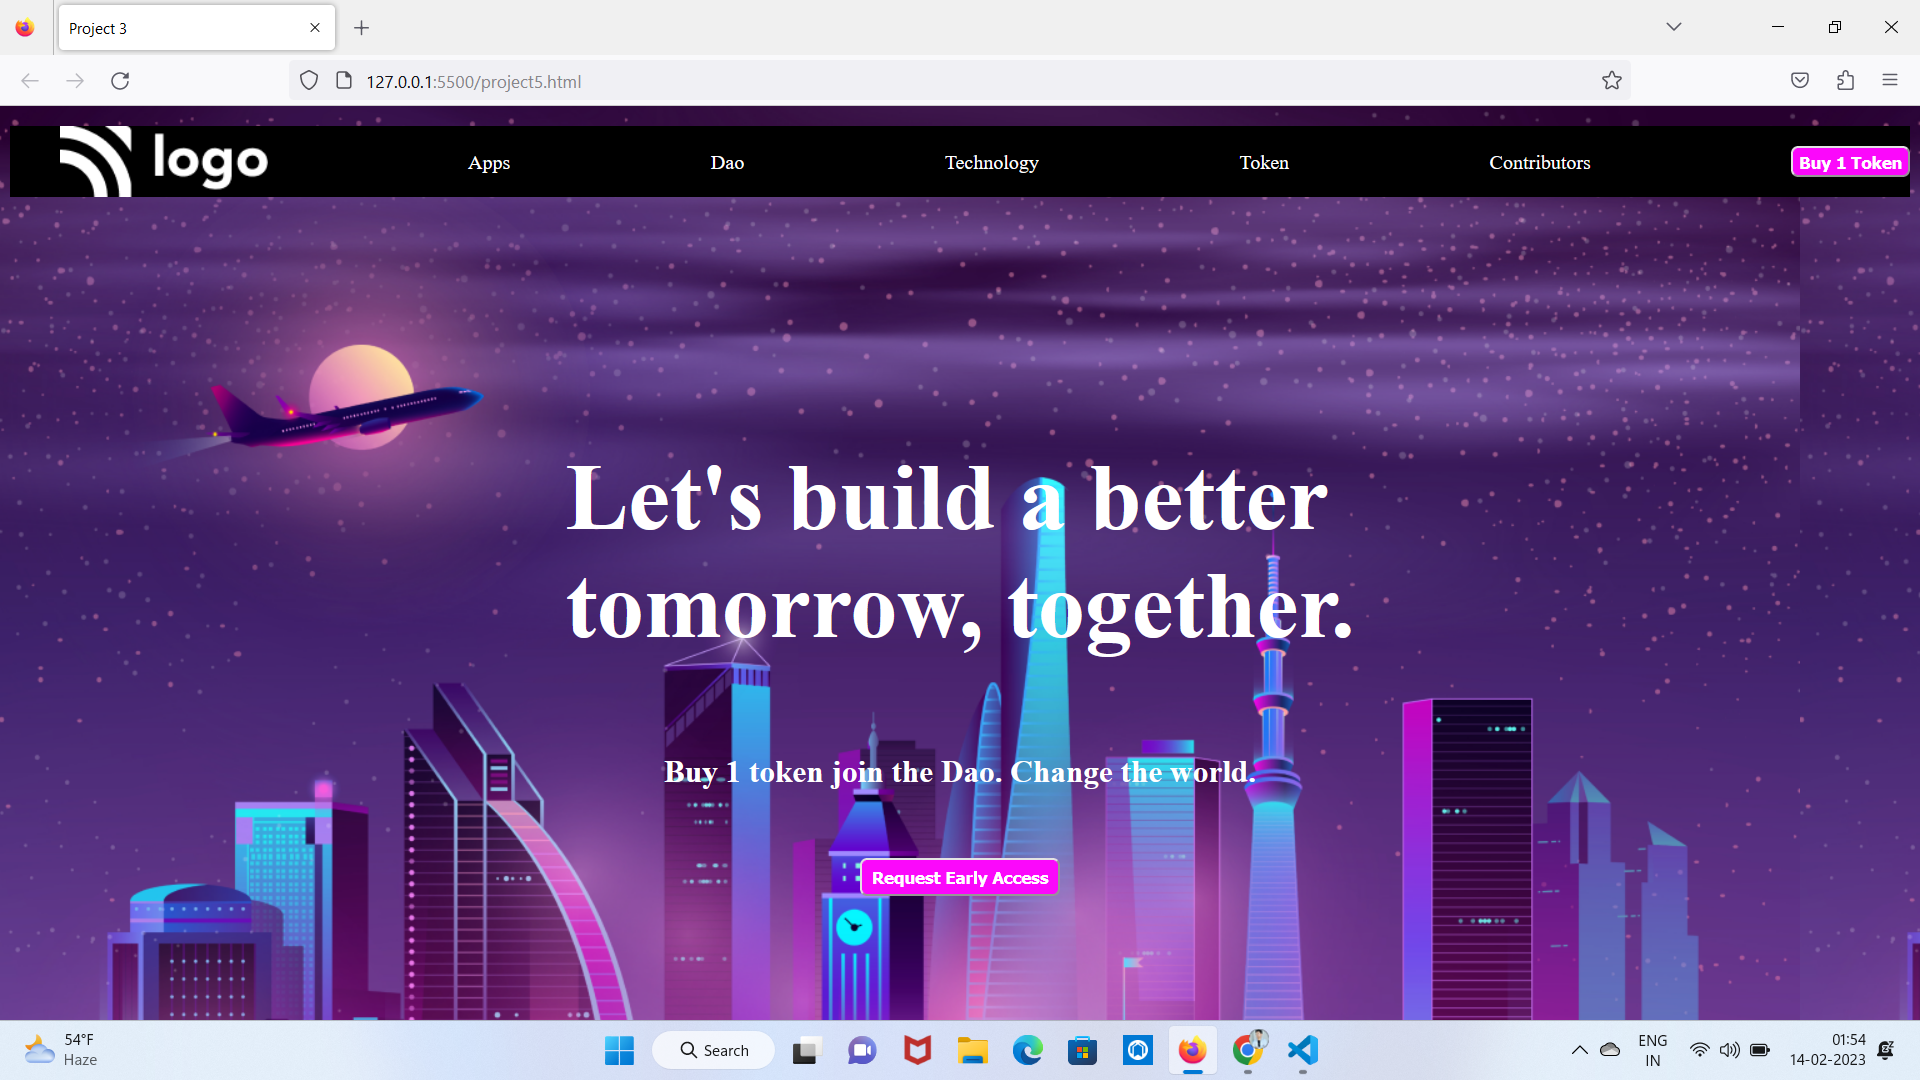 Project 3
127.0.0.1:5500/project5.html
logo
Apps
Dao
Technology
Token
Contributors
Buy 1 Token
Let's build a better
tomorrow, together.
Buy 1 token join the Dao. Change the world.
Request Early Access
54°F
Haze
Search
ENG
IN
01:54
14-02-2023